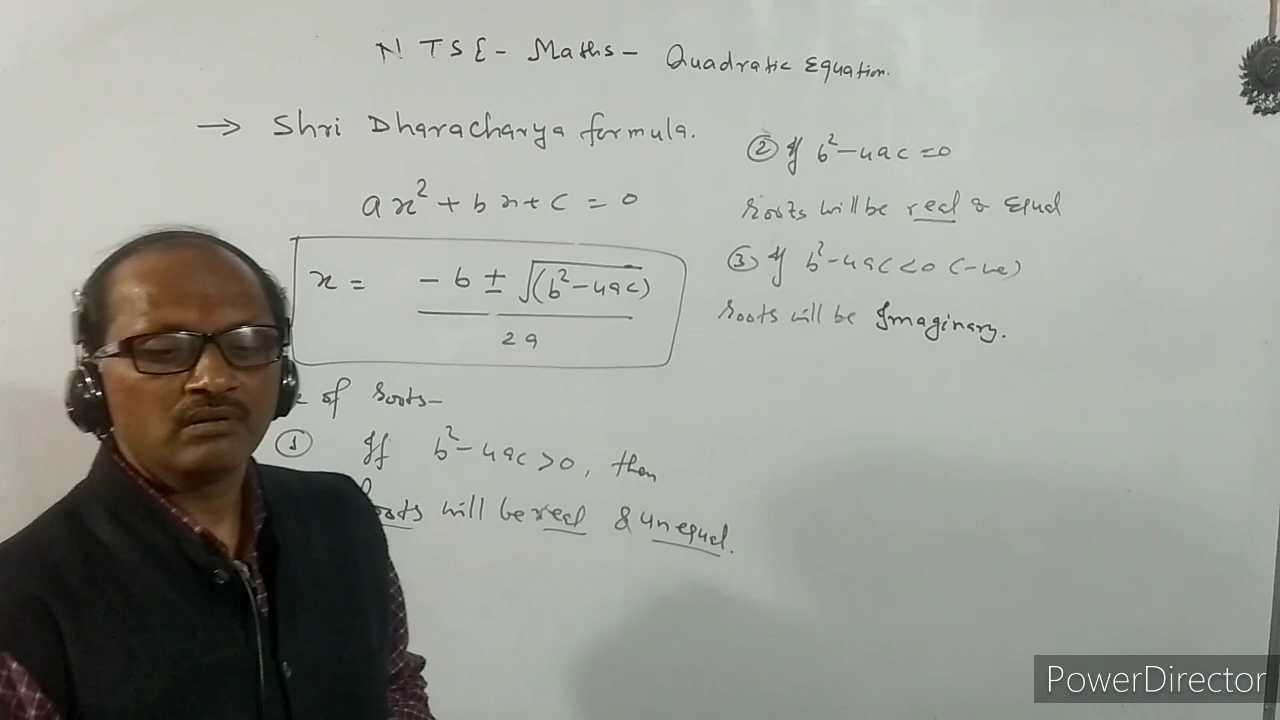 NTSE - Maths - Quadratic Equation.
→ Shri Dharacharya formula.
ax² + bx + c = 0
x = -b ± √(b²-4ac)
2a
of roots-
① If b²-4ac>0, then
Roots will be real & unequal.
② If b²-4ac=0
Roots will be real & Equal
③ If b²-4ac<0 (-ve)
Roots will be Imaginary.
PowerDirector